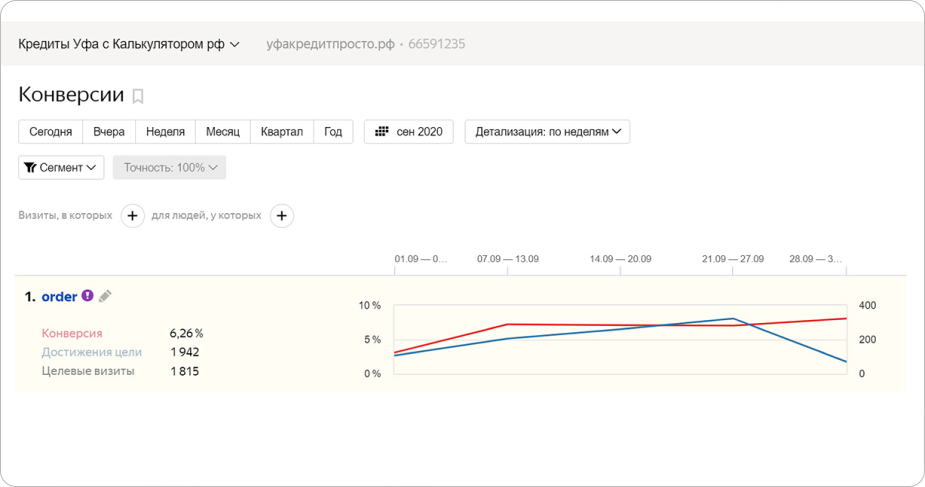 Кредиты Уфа с Калькулятором рф уфакредитпросто.рф • 66591235
Конверсии
Сегодня Вчера Неделя Месяц Квартал Год сен 2020 Детализация: по неделям
Сегмент Точность: 100%
Визиты, в которых + для людей, у которых +
01.09 — 0... 07.09 — 13.09 14.09 — 20.09 21.09 — 27.09 28.09 — 3...
1. order
10 % 400
Конверсия 6,26 %
5 % 200
Достижения цели 1 942
Целевые визиты 1 815
0 % 0